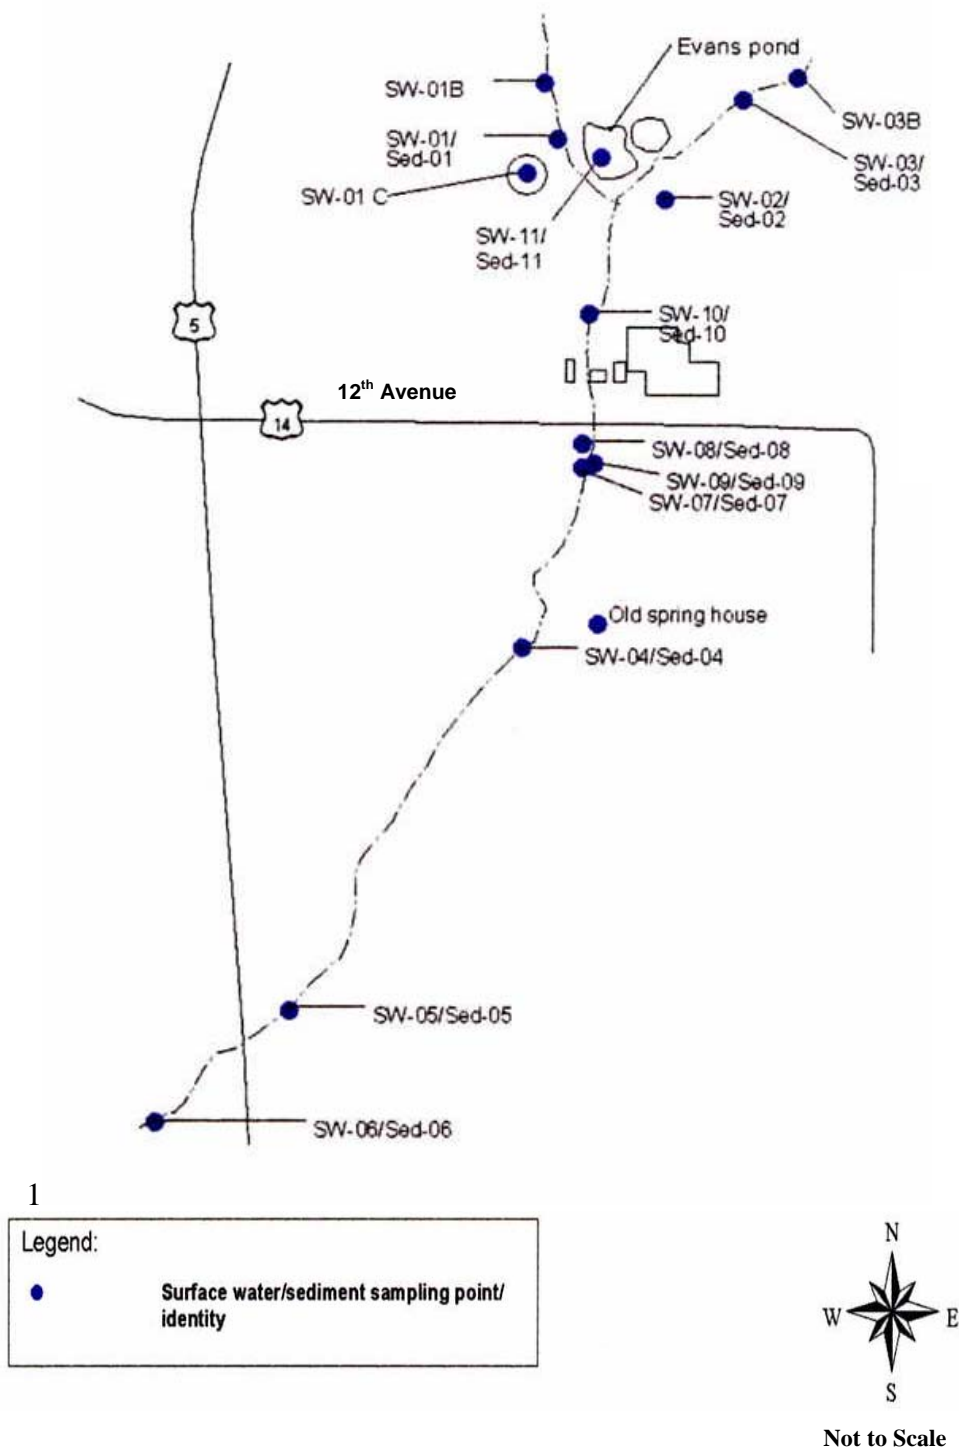 Evans pond
SW-01B
SW-03B
SW-01/
Sed-01
SW-03/
Sed-03
SW-01 C
SW-02/
Sed-02
SW-11/
Sed-11
SW-10/
Sed-10
5
12th Avenue
14
SW-08/Sed-08
SW-09/Sed-09
SW-07/Sed-07
Old spring house
SW-04/Sed-04
SW-05/Sed-05
SW-06/Sed-06
1
Legend:
Surface water/sediment sampling point/
identity
N
W E
S
Not to Scale